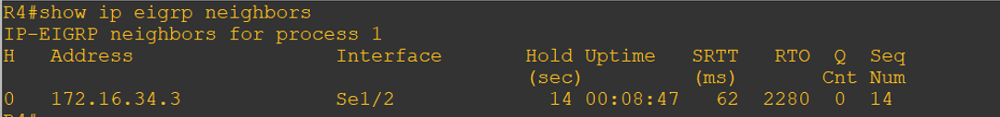 R4#show ip eigrp neighbors
IP-EIGRP neighbors for process 1
H   Address                 Interface       Hold Uptime   SRTT   RTO  Q  Seq
                                            (sec)         (ms)       Cnt Num
0   172.16.34.3             Se1/2             14 00:08:47   62  2280  0  14
R4#